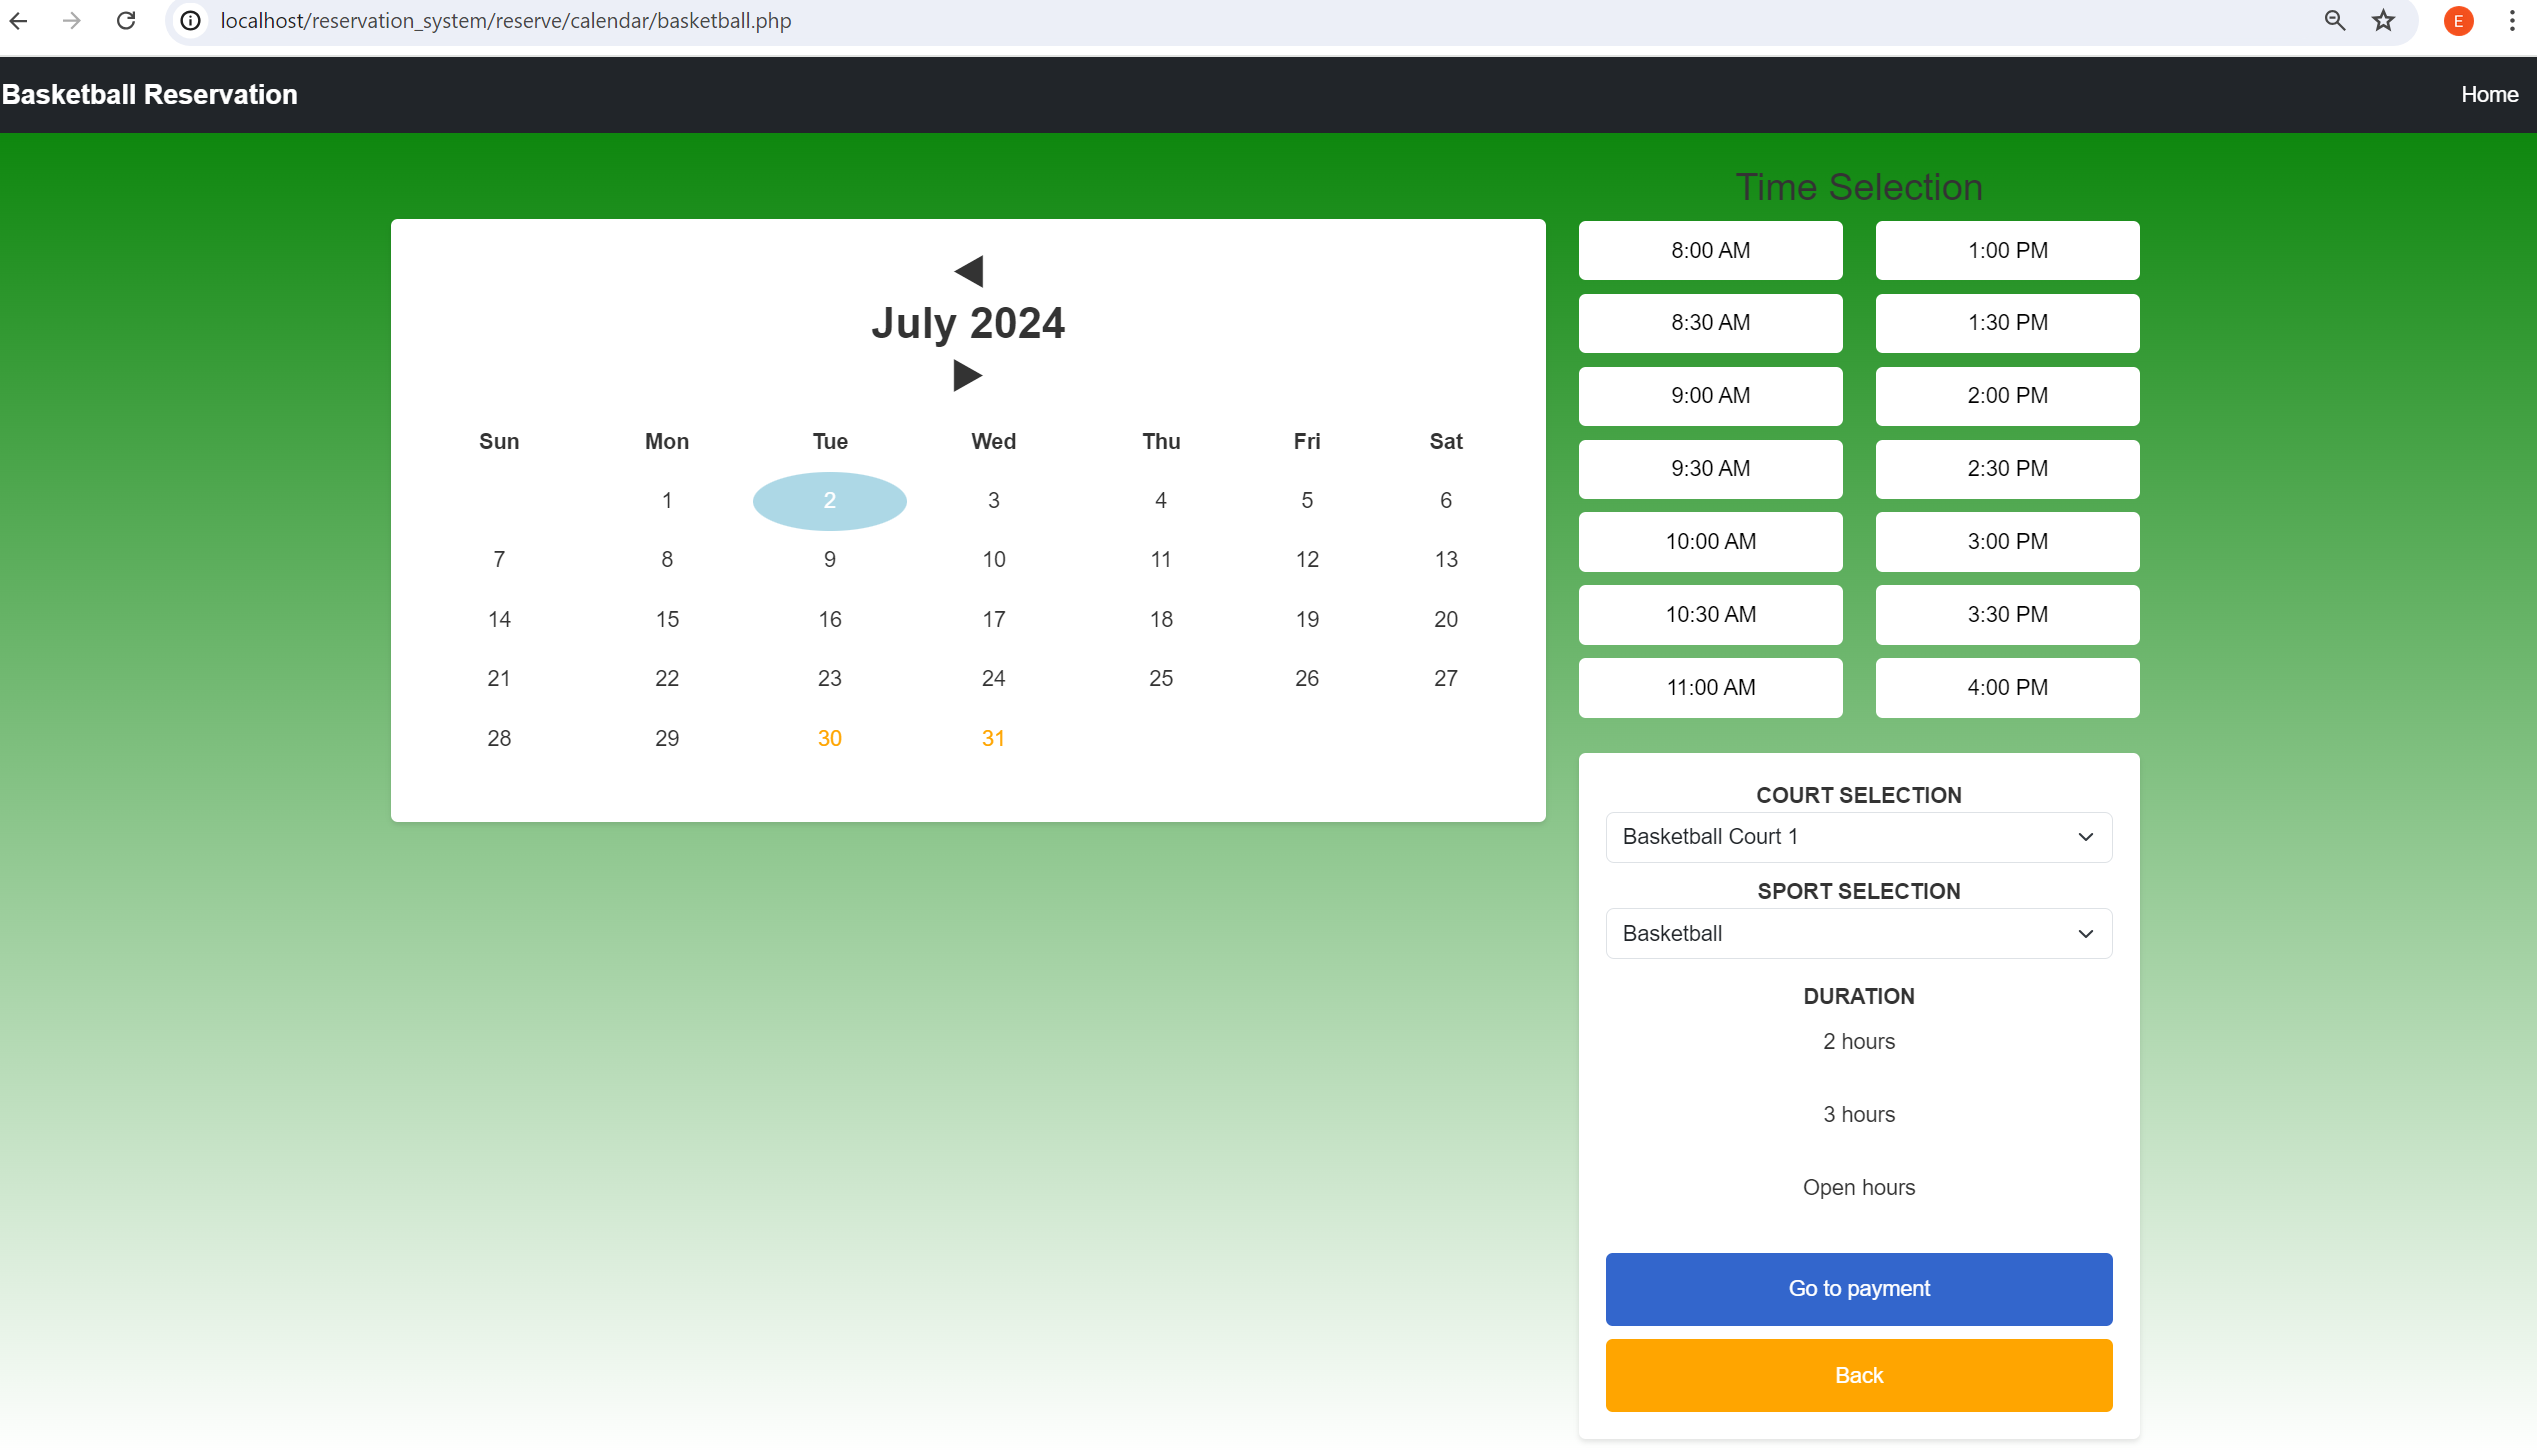 localhost/reservation_system/reserve/calendar/basketball.php
E
Basketball Reservation
Home
July 2024
Sun Mon Tue Wed Thu Fri Sat
1 2 3 4 5 6
7 8 9 10 11 12 13
14 15 16 17 18 19 20
21 22 23 24 25 26 27
28 29 30 31
Time Selection
8:00 AM 1:00 PM
8:30 AM 1:30 PM
9:00 AM 2:00 PM
9:30 AM 2:30 PM
10:00 AM 3:00 PM
10:30 AM 3:30 PM
11:00 AM 4:00 PM
COURT SELECTION
Basketball Court 1
SPORT SELECTION
Basketball
DURATION
2 hours
3 hours
Open hours
Go to payment
Back